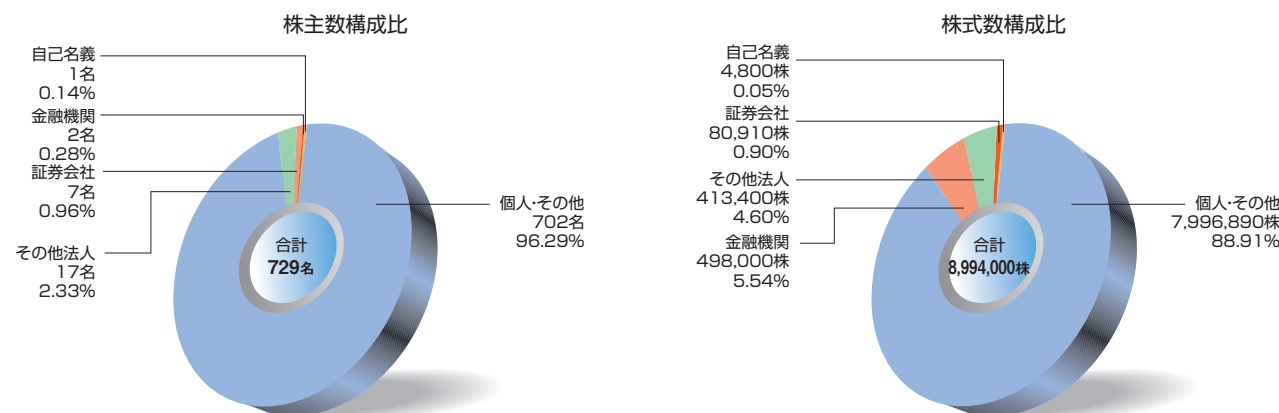 株主数構成比
自己名義
1名
0.14%
金融機関
2名
0.28%
証券会社
7名
0.96%
その他法人
17名
2.33%
個人・その他
702名
96.29%
合計
729名
株式数構成比
自己名義
4,800株
0.05%
証券会社
80,910株
0.90%
その他法人
413,400株
4.60%
金融機関
498,000株
5.54%
個人・その他
7,996,890株
88.91%
合計
8,994,000株